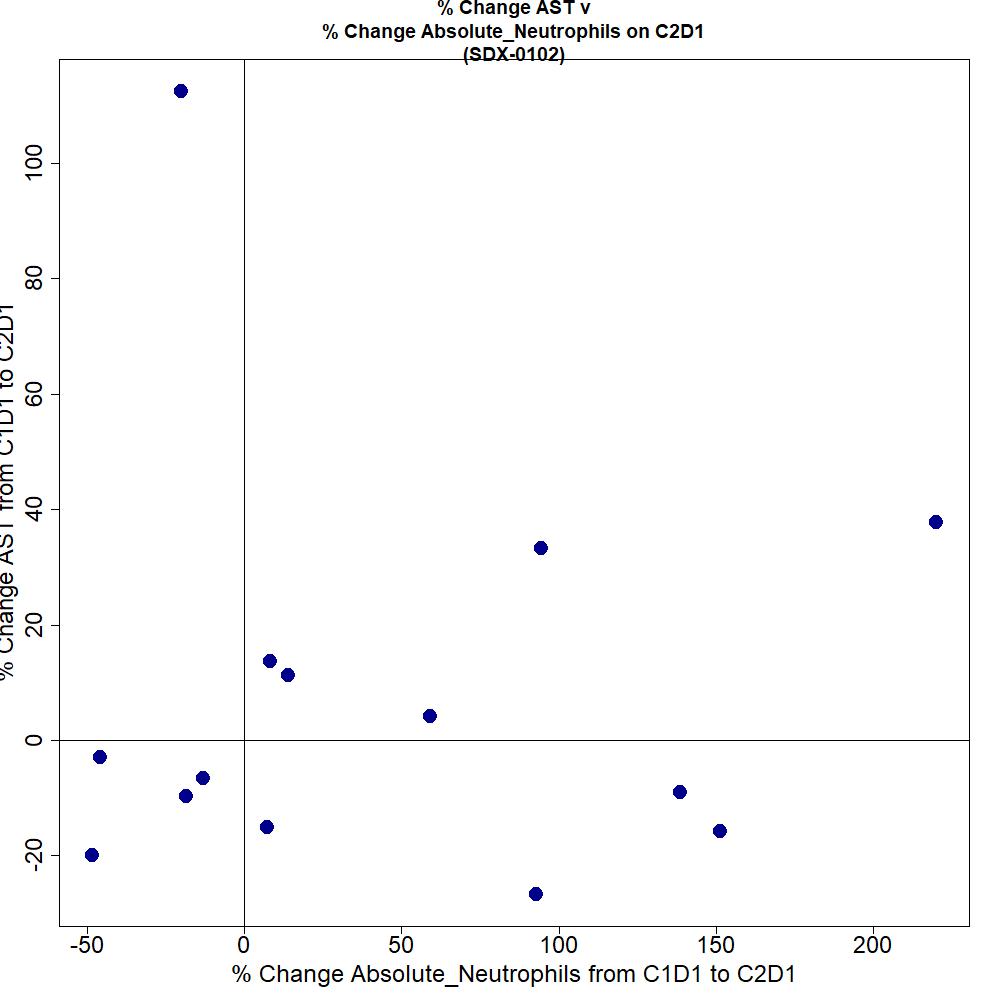 % Change AST v
% Change Absolute_Neutrophils on C2D1
(SDX-0102)
% Change AST from C1D1 to C2D1
100
80
60
40
20
0
-20
-50
0
50
100
150
200
% Change Absolute_Neutrophils from C1D1 to C2D1